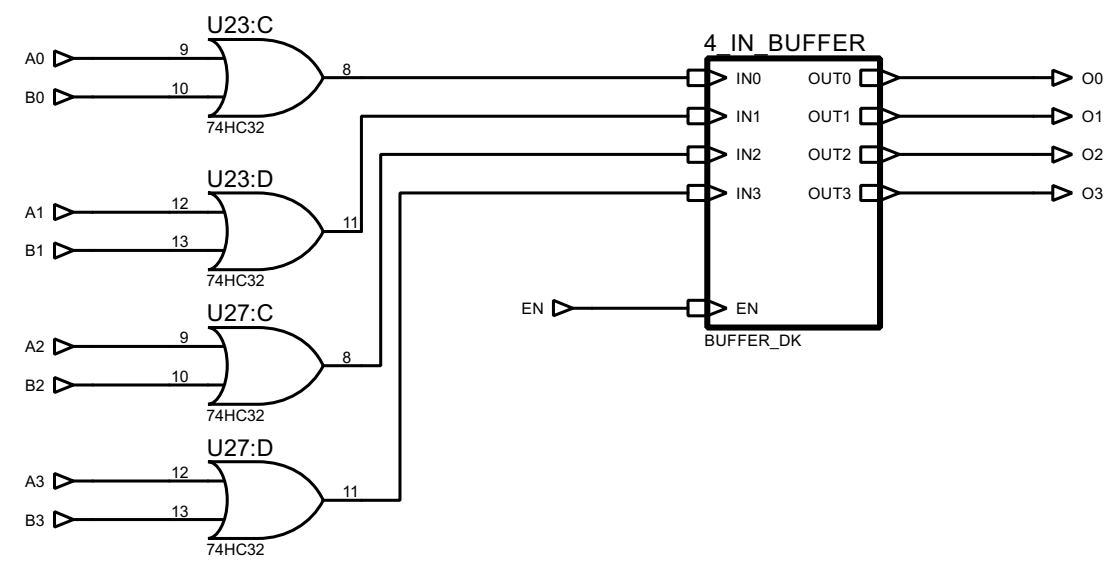 U23:C
A0 9
B0 10
8
74HC32
U23:D
A1 12
B1 13
11
74HC32
U27:C
A2 9
B2 10
8
74HC32
U27:D
A3 12
B3 13
11
74HC32
4_IN_BUFFER
IN0 OUT0 O0
IN1 OUT1 O1
IN2 OUT2 O2
IN3 OUT3 O3
EN EN
BUFFER_DK